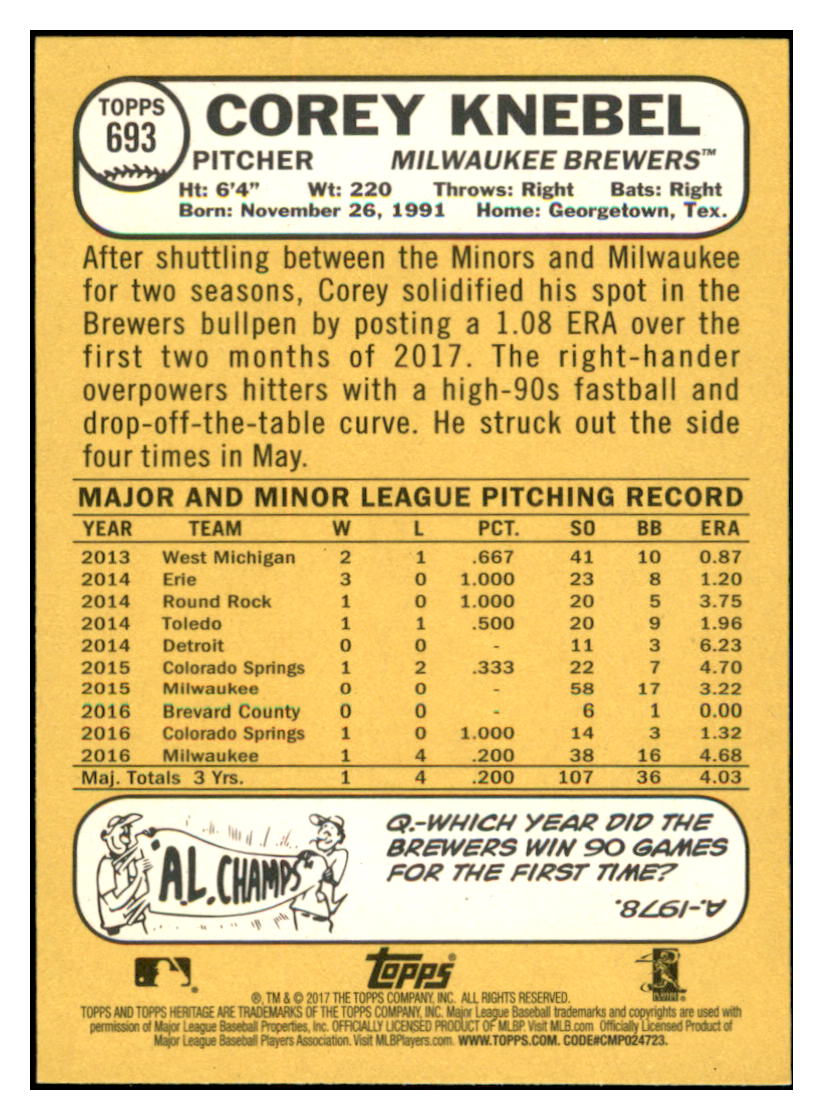 TOPPS
693
COREY KNEBEL
PITCHER MILWAUKEE BREWERS™
Ht: 6'4" Wt: 220 Throws: Right Bats: Right
Born: November 26, 1991 Home: Georgetown, Tex.
After shuttling between the Minors and Milwaukee
for two seasons, Corey solidified his spot in the
Brewers bullpen by posting a 1.08 ERA over the
first two months of 2017. The right-hander
overpowers hitters with a high-90s fastball and
drop-off-the-table curve. He struck out the side
four times in May.
MAJOR AND MINOR LEAGUE PITCHING RECORD
YEAR TEAM W L PCT. SO BB ERA
2013 West Michigan 2 1 .667 41 10 0.87
2014 Erie 3 0 1.000 23 8 1.20
2014 Round Rock 1 0 1.000 20 5 3.75
2014 Toledo 1 1 .500 20 9 1.96
2014 Detroit 0 0 - 11 3 6.23
2015 Colorado Springs 1 2 .333 22 7 4.70
2015 Milwaukee 0 0 - 58 17 3.22
2016 Brevard County 0 0 - 6 1 0.00
2016 Colorado Springs 1 0 1.000 14 3 1.32
2016 Milwaukee 1 4 .200 38 16 4.68
Maj. Totals 3 Yrs. 1 4 .200 107 36 4.03
A.L. CHAMPS
Q.-WHICH YEAR DID THE
BREWERS WIN 90 GAMES
FOR THE FIRST TIME?
A.-1978.
Topps®
®, TM & © 2017 THE TOPPS COMPANY, INC. ALL RIGHTS RESERVED.
TOPPS AND TOPPS HERITAGE ARE TRADEMARKS OF THE TOPPS COMPANY, INC. Major League Baseball trademarks and copyrights are used with
permission of Major League Baseball Properties, Inc. OFFICIALLY LICENSED PRODUCT OF MLBP. Visit MLB.com Officially Licensed Product of
Major League Baseball Players Association. Visit MLBPlayers.com. WWW.TOPPS.COM. CODE#CMP024723.